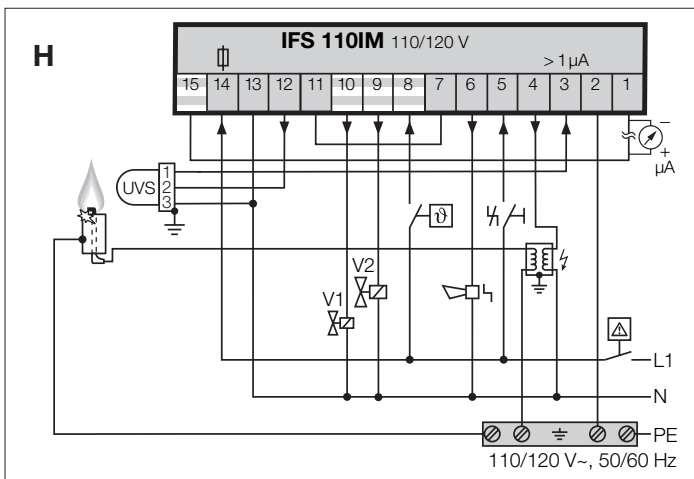 H
IFS 110IM 110/120 V
> 1 µA
15 14 13 12 11 10 9 8 7 6 5 4 3 2 1
−
+
µA
1
UVS 2
3
ϑ
V2
V1
L1
N
PE
110/120 V~, 50/60 Hz